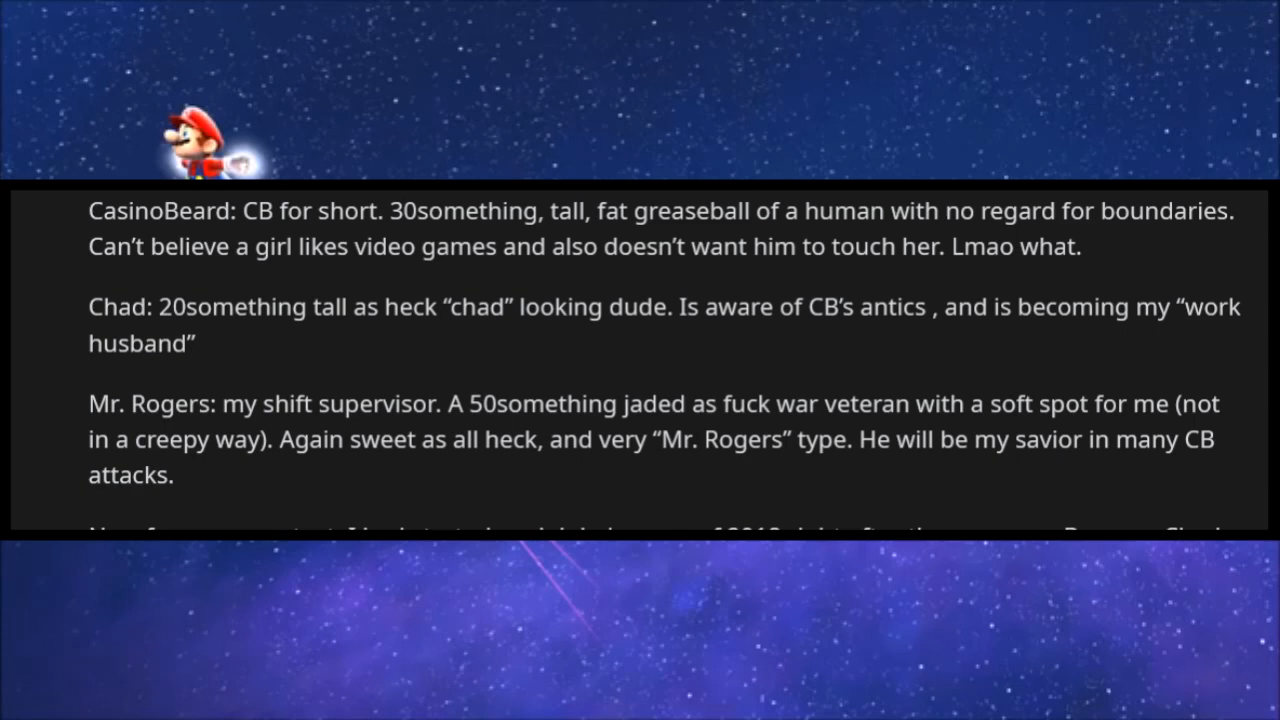 CasinoBeard: CB for short. 30something, tall, fat greaseball of a human with no regard for boundaries.
Can’t believe a girl likes video games and also doesn’t want him to touch her. Lmao what.
Chad: 20something tall as heck “chad” looking dude. Is aware of CB’s antics , and is becoming my “work
husband”
Mr. Rogers: my shift supervisor. A 50something jaded as fuck war veteran with a soft spot for me (not
in a creepy way). Again sweet as all heck, and very “Mr. Rogers” type. He will be my savior in many CB
attacks.